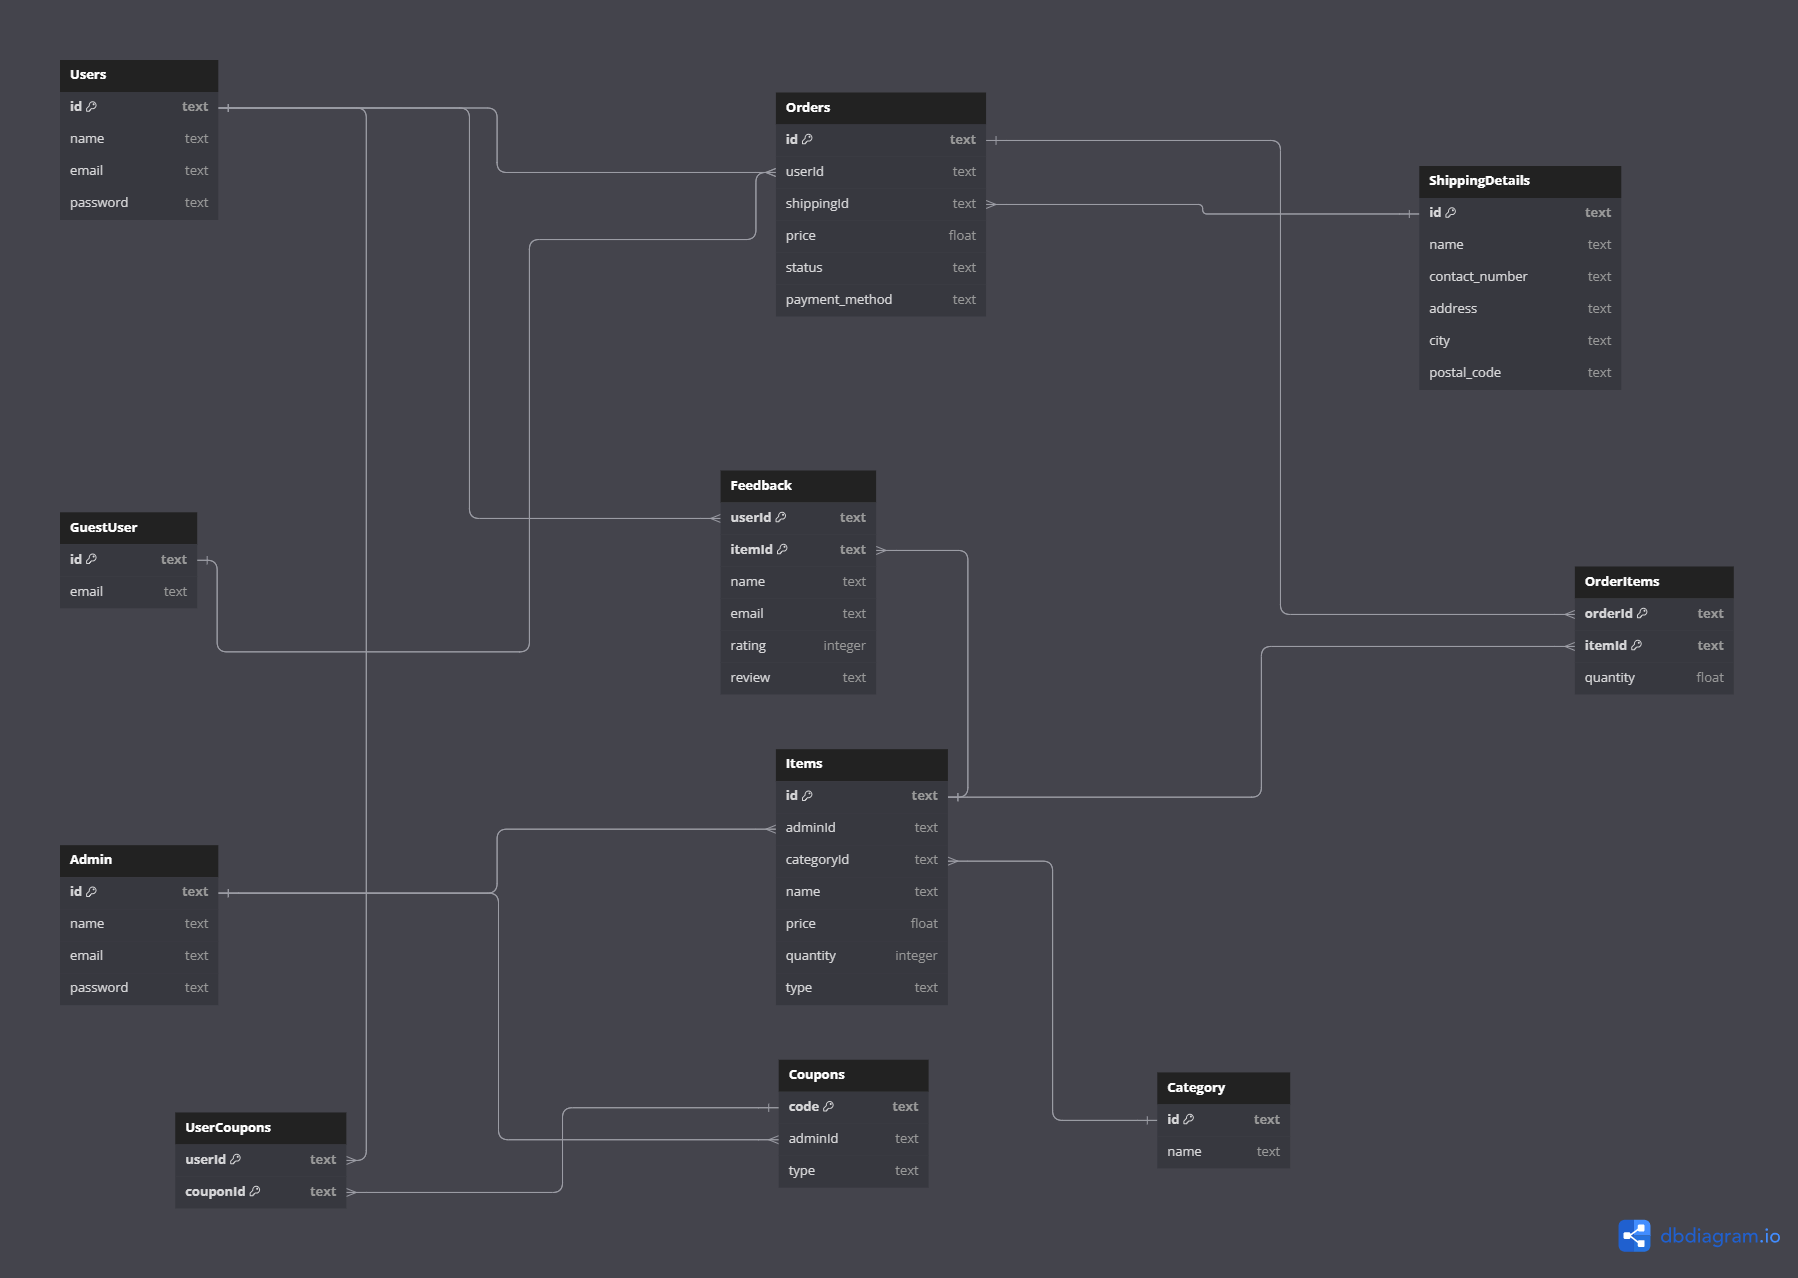 Users
id text
name text
email text
password text
Orders
id text
userId text
shippingId text
price float
status text
payment_method text
ShippingDetails
id text
name text
contact_number text
address text
city text
postal_code text
Feedback
userId text
itemId text
name text
email text
rating integer
review text
GuestUser
id text
email text
OrderItems
orderId text
itemId text
quantity float
Items
id text
adminId text
categoryId text
name text
price float
quantity integer
type text
Admin
id text
name text
email text
password text
Coupons
code text
adminId text
type text
Category
id text
name text
UserCoupons
userId text
couponId text
dbdiagram.io